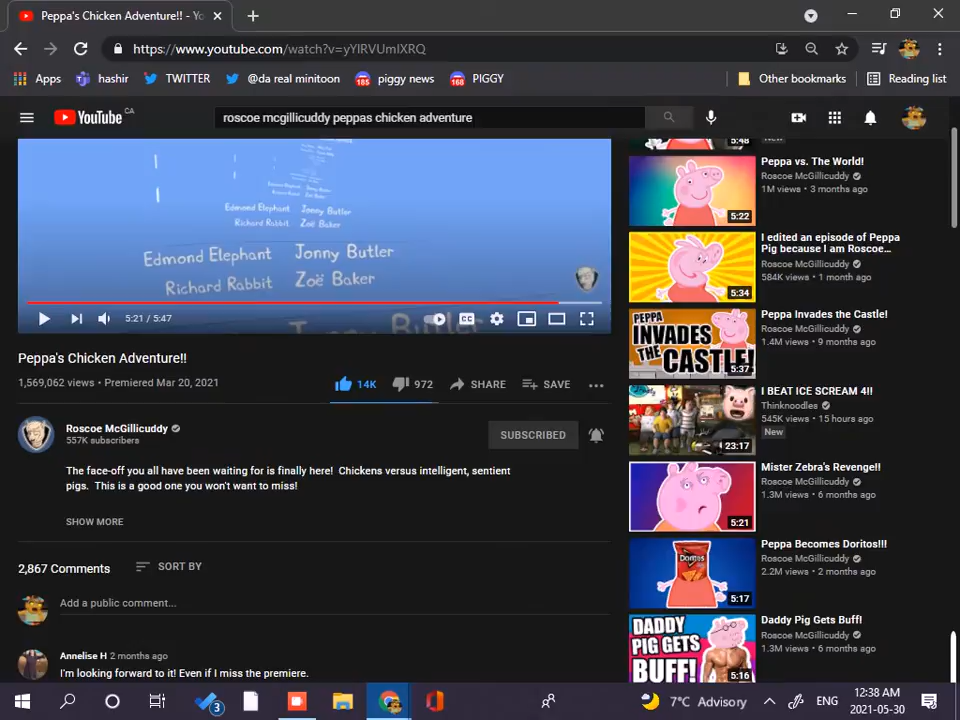 Peppa's Chicken Adventure!! - Yo
https://www.youtube.com/watch?v=yYIRVUmIXRQ
Apps
hashir
TWITTER
@da real minitoon
185
piggy news
168
PIGGY
Other bookmarks
Reading list
YouTube CA
roscoe mcgillicuddy peppas chicken adventure
Edmond Elephant Jonny Butler
Richard Rabbit Zoë Baker
Edmond Elephant Jonny Butler
Richard Rabbit Zoë Baker
5:21 / 5:47
CC
Peppa's Chicken Adventure!!
1,569,062 views • Premiered Mar 20, 2021
14K
972
SHARE
SAVE
Roscoe McGillicuddy
557K subscribers
SUBSCRIBED
The face-off you all have been waiting for is finally here! Chickens versus intelligent, sentient
pigs. This is a good one you won't want to miss!
SHOW MORE
2,867 Comments
SORT BY
Add a public comment...
Annelise H 2 months ago
I'm looking forward to it! Even if I miss the premiere.
5:48
New
Peppa vs. The World!
Roscoe McGillicuddy
1M views • 3 months ago
5:22
I edited an episode of Peppa
Pig because I am Roscoe...
Roscoe McGillicuddy
584K views • 1 month ago
5:34
PEPPA
INVADES
THE
CASTLE!
5:37
Peppa Invades the Castle!
Roscoe McGillicuddy
1.4M views • 9 months ago
I BEAT ICE SCREAM 4!!
Thinknoodles
545K views • 15 hours ago
New
23:17
Mister Zebra's Revenge!!
Roscoe McGillicuddy
1.3M views • 6 months ago
5:21
Peppa Becomes Doritos!!!
Roscoe McGillicuddy
2.2M views • 2 months ago
Doritos
5:17
Daddy Pig Gets Buff!
Roscoe McGillicuddy
1.3M views • 6 months ago
DADDY
PIG GETS
BUFF!
5:16
3
7°C Advisory
ENG
12:38 AM
2021-05-30